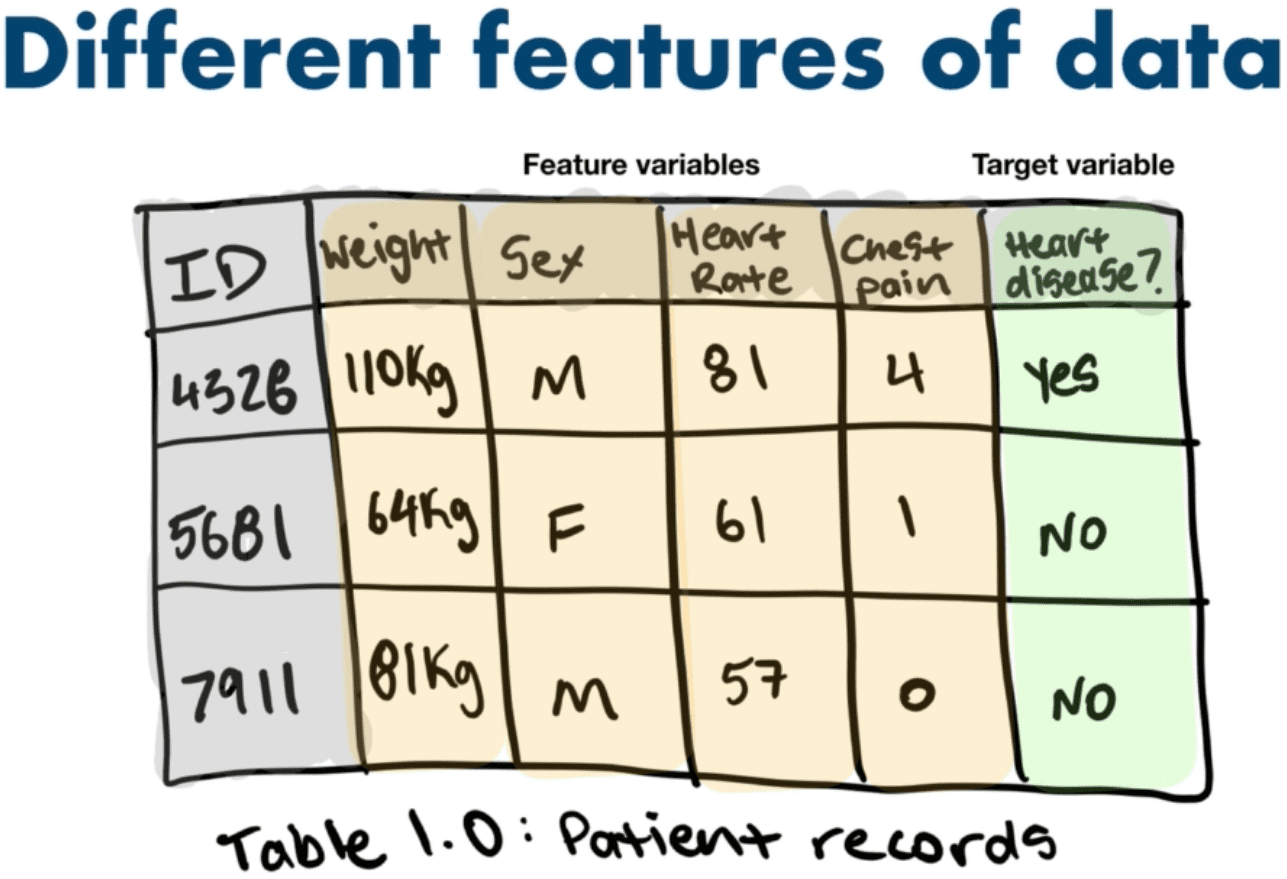 Different features of data
Feature variables
Target variable
ID Weight Sex Heart Rate Chest pain Heart disease?
4328 110Kg M 81 4 Yes
5681 64Kg F 61 1 NO
7911 81Kg M 57 0 NO
Table 1.0: Patient records